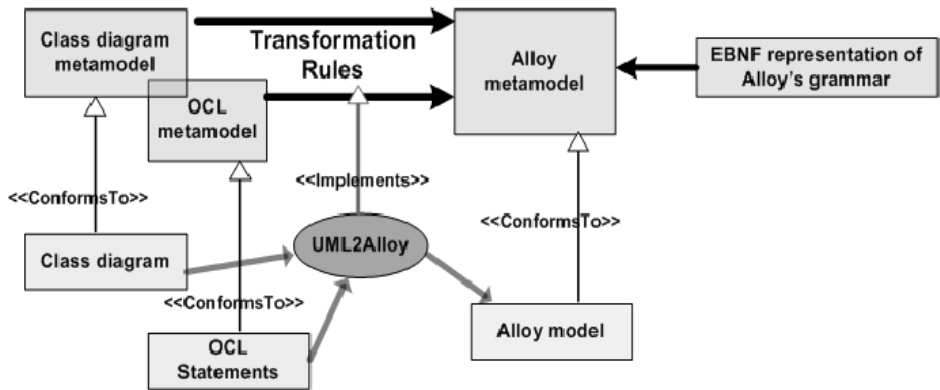 Class diagram
metamodel
Transformation
Rules
Alloy
metamodel
EBNF representation of
Alloy's grammar
OCL
metamodel
<<ConformsTo>>
<<Implements>>
<<ConformsTo>>
Class diagram
UML2Alloy
<<ConformsTo>>
Alloy model
OCL
Statements